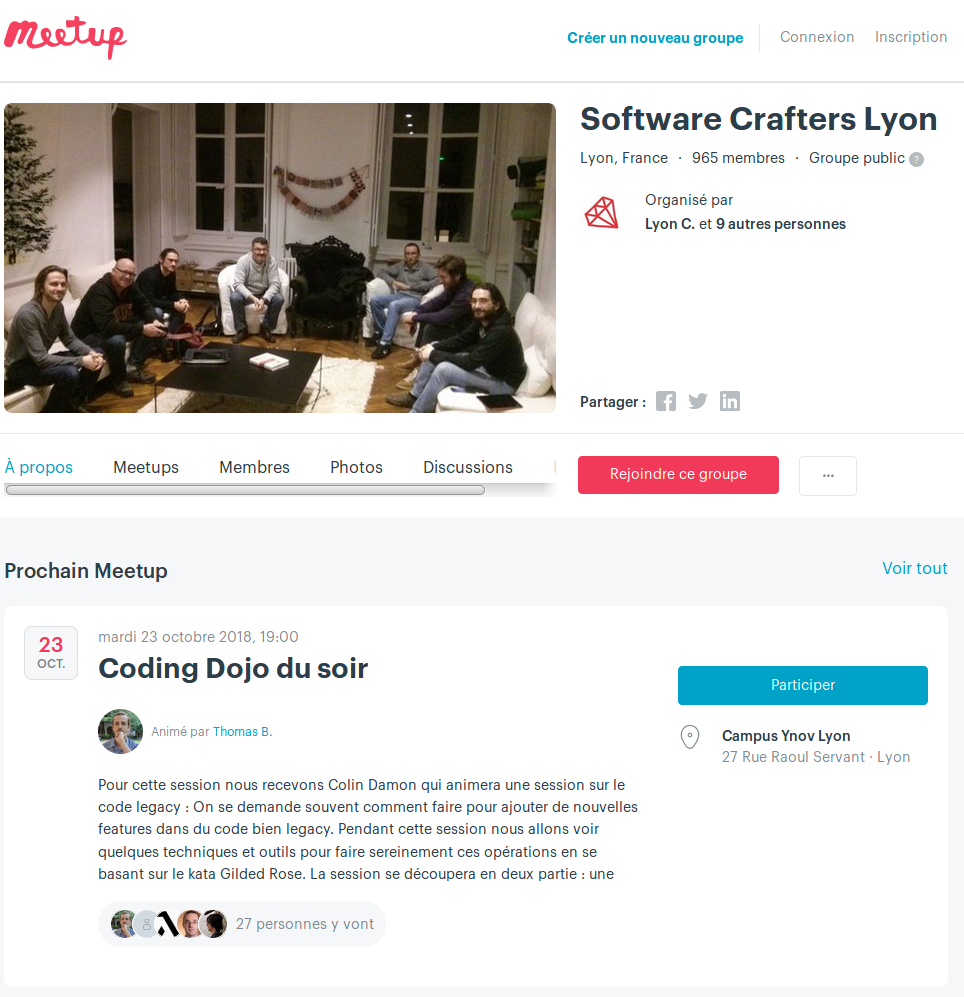 Meetup
Créer un nouveau groupe
Connexion
Inscription
Software Crafters Lyon
Lyon, France · 965 membres · Groupe public ?
Organisé par
Lyon C. et 9 autres personnes
Partager :
À propos
Meetups
Membres
Photos
Discussions
Rejoindre ce groupe
...
Prochain Meetup
Voir tout
23
OCT.
mardi 23 octobre 2018, 19:00
Coding Dojo du soir
Animé par Thomas B.
Pour cette session nous recevons Colin Damon qui animera une session sur le
code legacy : On se demande souvent comment faire pour ajouter de nouvelles
features dans du code bien legacy. Pendant cette session nous allons voir
quelques techniques et outils pour faire sereinement ces opérations en se
basant sur le kata Gilded Rose. La session se découpera en deux partie : une
27 personnes y vont
Participer
Campus Ynov Lyon
27 Rue Raoul Servant · Lyon